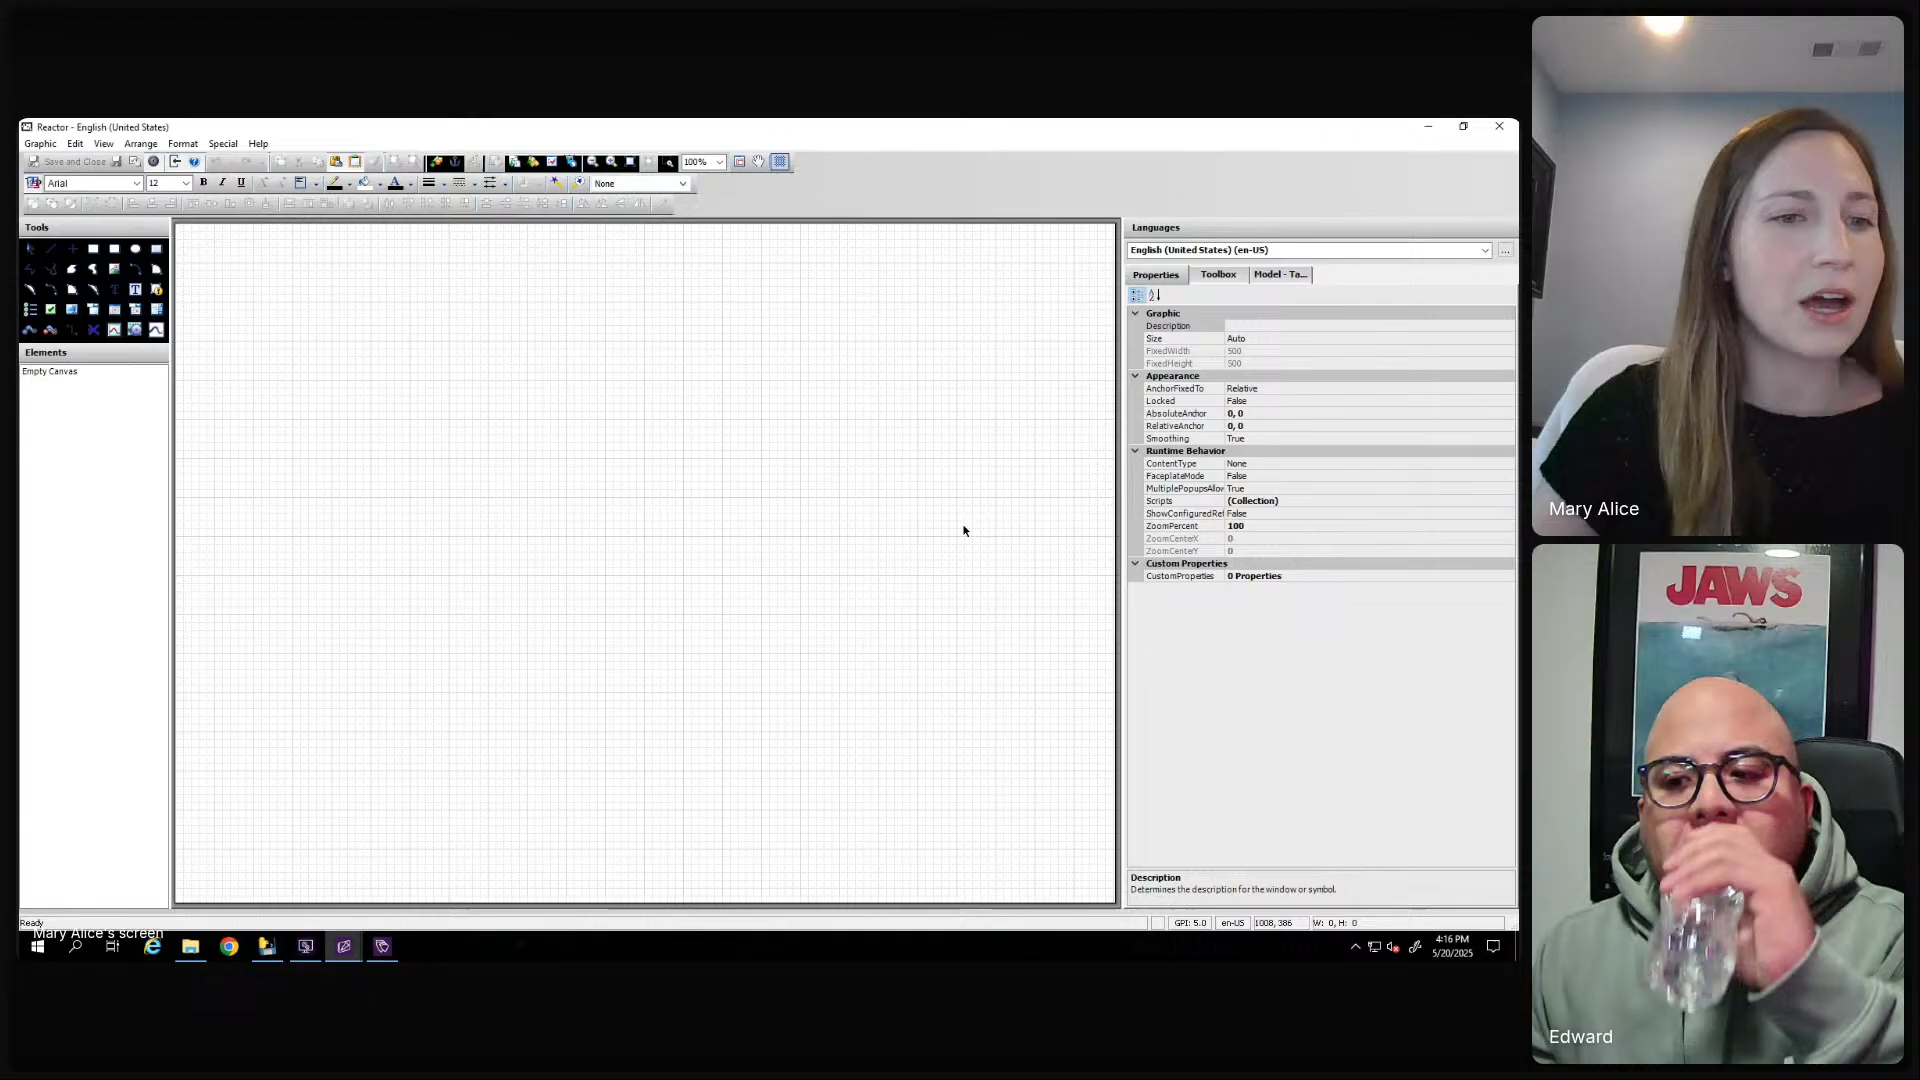 Reactor - English (United States)
Graphic Edit View Arrange Format Special Help
Save and Close 100%
Arial 12 B I U None
Tools
Elements
Empty Canvas
Languages
English (United States) (en-US)
Properties Toolbox Model - Ta...
Graphic
Description
Size Auto
FixedWidth 500
FixedHeight 500
Appearance
AnchorFixedTo Relative
Locked False
AbsoluteAnchor 0, 0
RelativeAnchor 0, 0
Smoothing True
Runtime Behavior
ContentType None
FaceplateMode False
MultiplePopupsAllov True
Scripts (Collection)
ShowConfiguredRef False
ZoomPercent 100
ZoomCenterX 0
ZoomCenterY 0
Custom Properties
CustomProperties 0 Properties
Description
Determines the description for the window or symbol.
Ready
GPI: 5.0 en-US 1008, 386 W: 0, H: 0
Mary Alice's screen
4:16 PM
5/20/2025
Mary Alice
JAWS
Edward